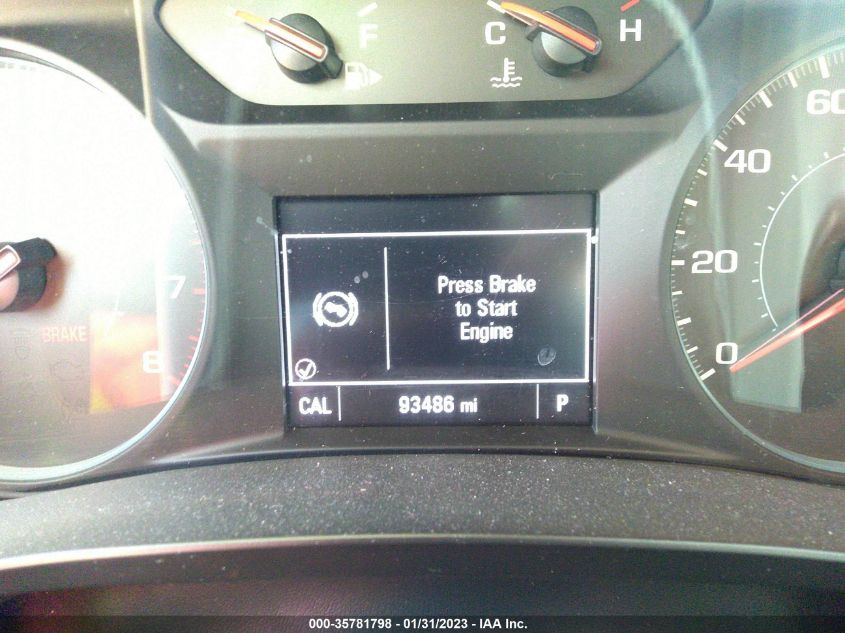 F
C
H
60
40
20
0
7
8
BRAKE
Press Brake
to Start
Engine
CAL
93486 mi
P
000-35781798 - 01/31/2023 - IAA Inc.